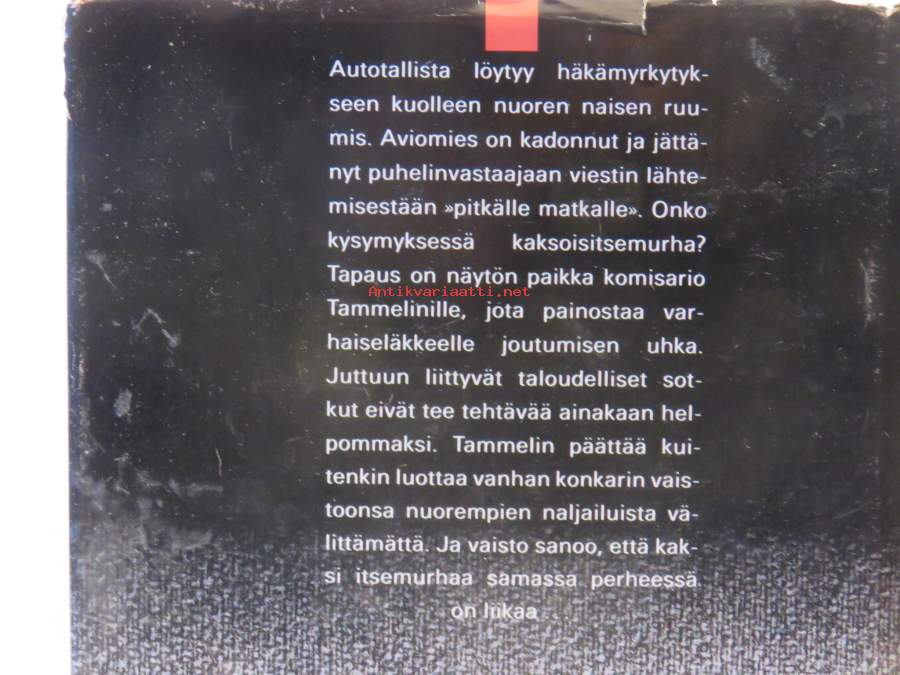 Autotallista löytyy häkämyrkytyk-
seen kuolleen nuoren naisen ruu-
mis. Aviomies on kadonnut ja jättä-
nyt puhelinvastaajaan viestin lähte-
misestään »pitkälle matkalle». Onko
kysymyksessä kaksoisitsemurha?
Tapaus on näytön paikka komisario
Antikvariaatti.net
Tammelinille, jota painostaa var-
haiseläkkeelle joutumisen uhka.
Juttuun liittyvät taloudelliset sot-
kut eivät tee tehtävää ainakaan hel-
pommaksi. Tammelin päättää kui-
tenkin luottaa vanhan konkarin vais-
toonsa nuorempien naljailuista vä-
littämättä. Ja vaisto sanoo, että kak-
si itsemurhaa samassa perheessä
on liikaa...